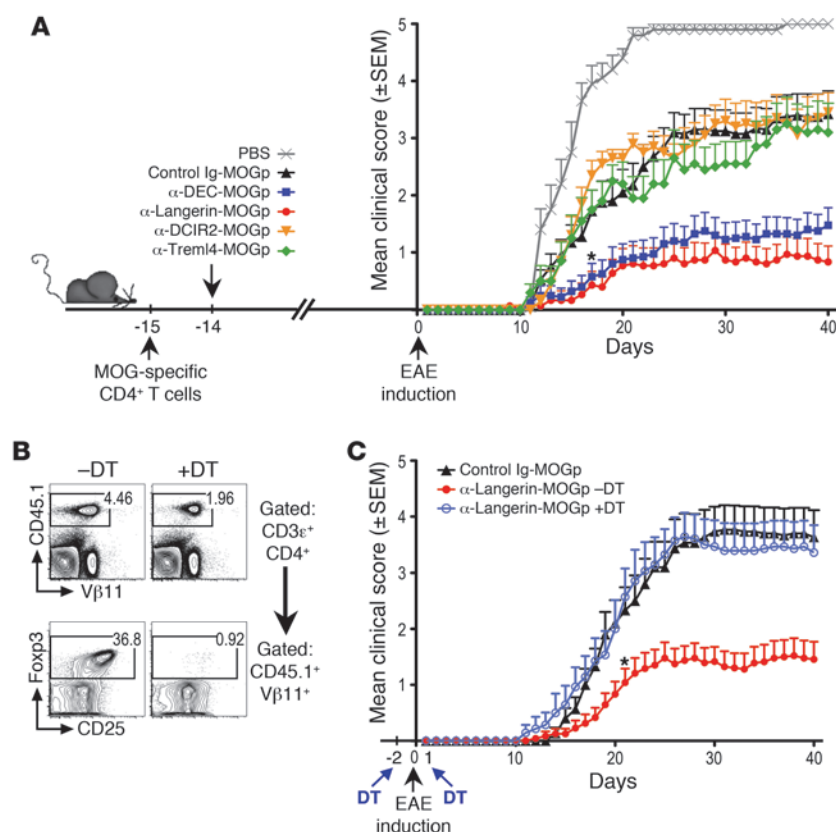 A
Mean clinical score (±SEM)
5
4
3
2
1
PBS
Control Ig-MOGp
α-DEC-MOGp
α-Langerin-MOGp
α-DCIR2-MOGp
α-Treml4-MOGp
*
-15
-14
0
10
20
30
40
Days
MOG-specific
CD4+ T cells
EAE
induction
B
–DT
+DT
CD45.1
4.46
1.96
Vβ11
Gated:
CD3ε+
CD4+
Foxp3
36.8
0.92
CD25
Gated:
CD45.1+
Vβ11+
C
Mean clinical score (±SEM)
5
4
3
2
1
Control Ig-MOGp
α-Langerin-MOGp –DT
α-Langerin-MOGp +DT
*
-2
0
1
10
20
30
40
DT
DT
Days
EAE
induction